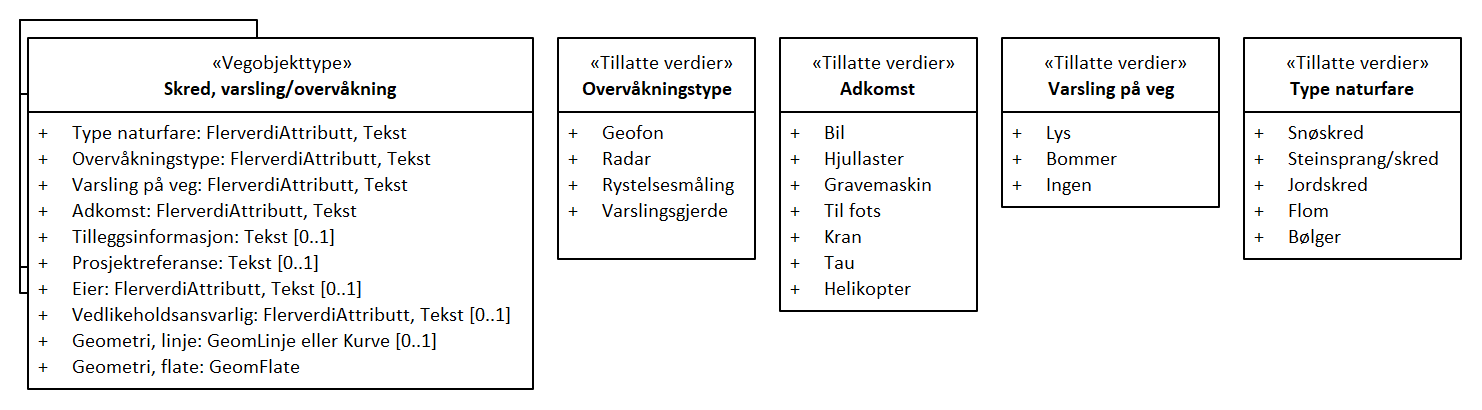 «Vegobjekttype»
Skred, varsling/overvåkning
+ Type naturfare: FlerverdiAttributt, Tekst
+ Overvåkningstype: FlerverdiAttributt, Tekst
+ Varsling på veg: FlerverdiAttributt, Tekst
+ Adkomst: FlerverdiAttributt, Tekst
+ Tilleggsinformasjon: Tekst [0..1]
+ Prosjektreferanse: Tekst [0..1]
+ Eier: FlerverdiAttributt, Tekst [0..1]
+ Vedlikeholdsansvarlig: FlerverdiAttributt, Tekst [0..1]
+ Geometri, linje: GeomLinje eller Kurve [0..1]
+ Geometri, flate: GeomFlate
«Tillatte verdier»
Overvåkningstype
+ Geofon
+ Radar
+ Rystelsesmåling
+ Varslingsgjerde
«Tillatte verdier»
Adkomst
+ Bil
+ Hjullaster
+ Gravemaskin
+ Til fots
+ Kran
+ Tau
+ Helikopter
«Tillatte verdier»
Varsling på veg
+ Lys
+ Bommer
+ Ingen
«Tillatte verdier»
Type naturfare
+ Snøskred
+ Steinsprang/skred
+ Jordskred
+ Flom
+ Bølger